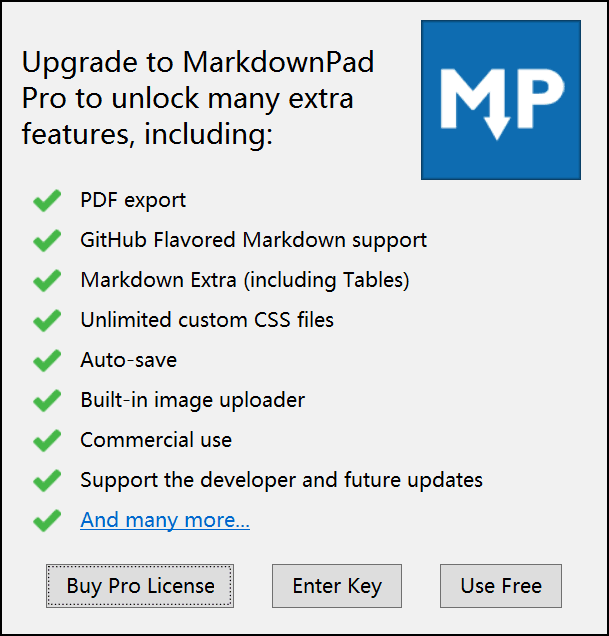 Upgrade to MarkdownPad
Pro to unlock many extra
features, including:
MP
PDF export
GitHub Flavored Markdown support
Markdown Extra (including Tables)
Unlimited custom CSS files
Auto-save
Built-in image uploader
Commercial use
Support the developer and future updates
And many more...
Buy Pro License
Enter Key
Use Free